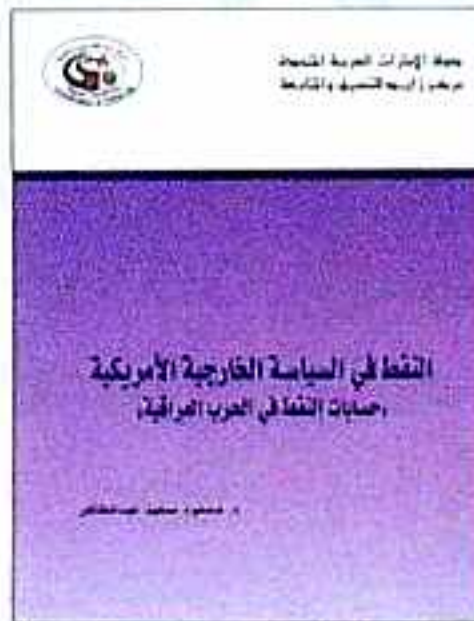 دولة الإمارات العربية المتحدة
مركز زايد للتنسيق والمتابعة
النفط في السياسة الخارجية الأمريكية
«حسابات النفط في الحرب العراقية»
د.